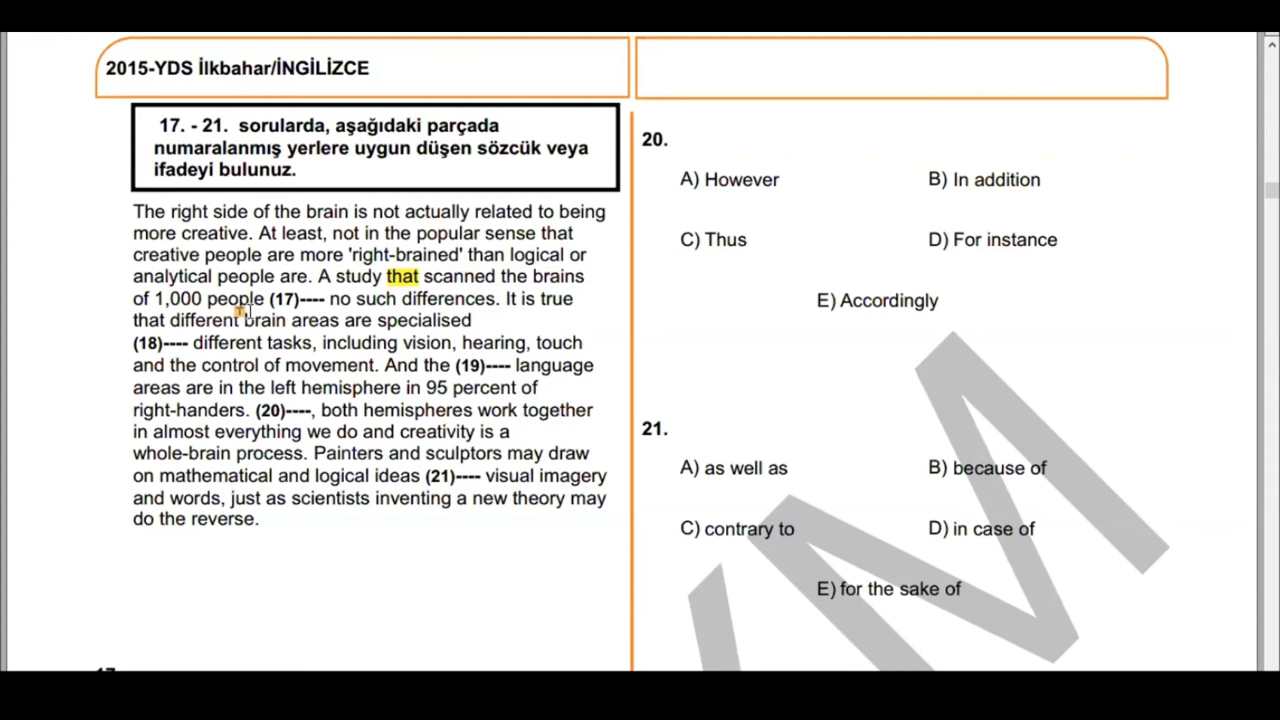 2015-YDS İlkbahar/İNGİLİZCE
17. - 21. sorularda, aşağıdaki parçada
numaralanmış yerlere uygun düşen sözcük veya
ifadeyi bulunuz.
The right side of the brain is not actually related to being
more creative. At least, not in the popular sense that
creative people are more 'right-brained' than logical or
analytical people are. A study that scanned the brains
of 1,000 people (17)---- no such differences. It is true
that different brain areas are specialised
(18)---- different tasks, including vision, hearing, touch
and the control of movement. And the (19)---- language
areas are in the left hemisphere in 95 percent of
right-handers. (20)----, both hemispheres work together
in almost everything we do and creativity is a
whole-brain process. Painters and sculptors may draw
on mathematical and logical ideas (21)---- visual imagery
and words, just as scientists inventing a new theory may
do the reverse.
20.
A) However B) In addition
C) Thus D) For instance
E) Accordingly
21.
A) as well as B) because of
C) contrary to D) in case of
E) for the sake of